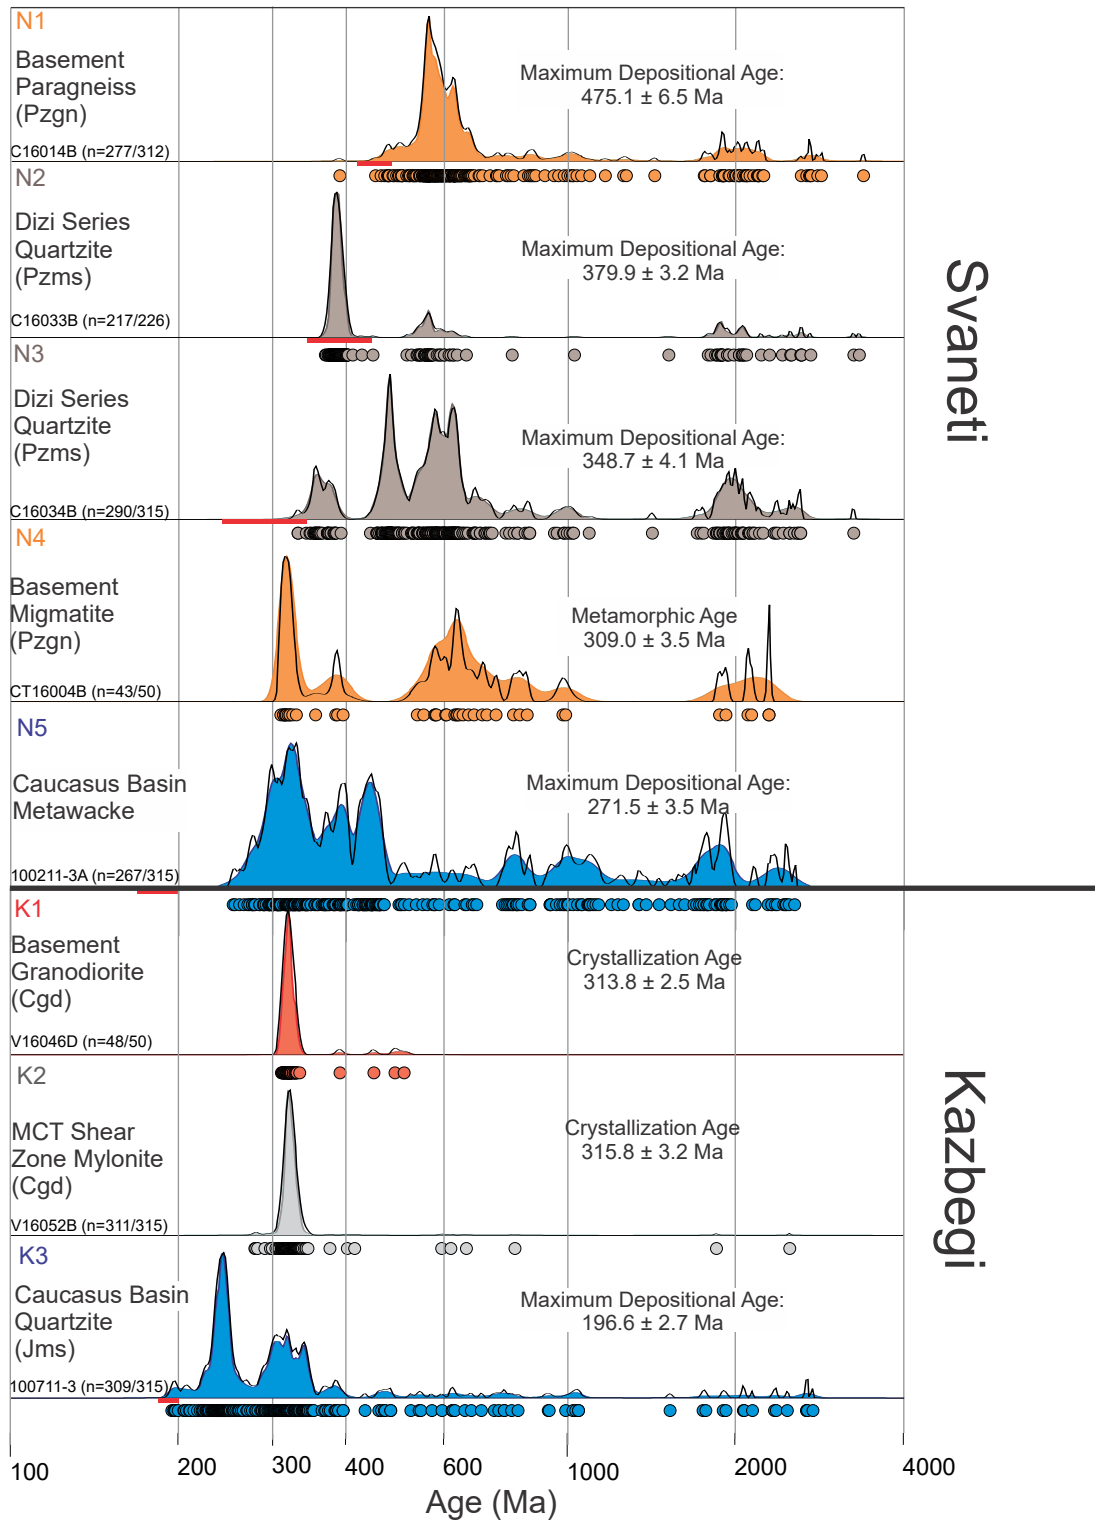 N1
Basement
Paragneiss
(Pzgn)
Maximum Depositional Age:
475.1 ± 6.5 Ma
C16014B (n=277/312)
N2
Dizi Series
Quartzite
(Pzms)
Maximum Depositional Age:
379.9 ± 3.2 Ma
C16033B (n=217/226)
N3
Dizi Series
Quartzite
(Pzms)
Maximum Depositional Age:
348.7 ± 4.1 Ma
C16034B (n=290/315)
N4
Basement
Migmatite
(Pzgn)
Metamorphic Age
309.0 ± 3.5 Ma
CT16004B (n=43/50)
N5
Caucasus Basin
Metawacke
Maximum Depositional Age:
271.5 ± 3.5 Ma
100211-3A (n=267/315)
Svaneti
K1
Basement
Granodiorite
(Cgd)
Crystallization Age
313.8 ± 2.5 Ma
V16046D (n=48/50)
K2
MCT Shear
Zone Mylonite
(Cgd)
Crystallization Age
315.8 ± 3.2 Ma
V16052B (n=311/315)
K3
Caucasus Basin
Quartzite
(Jms)
Maximum Depositional Age:
196.6 ± 2.7 Ma
100711-3 (n=309/315)
Kazbegi
100 200 300 400 600 1000 2000 4000
Age (Ma)